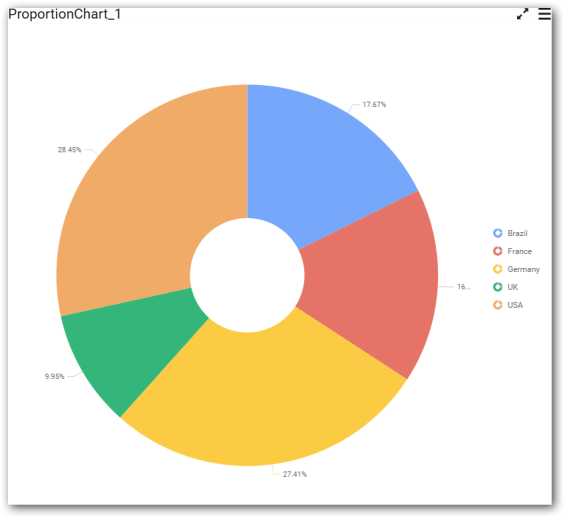 ProportionChart_1
17.67%
28.45%
Brazil
France
Germany
UK
USA
16...
9.95%
27.41%